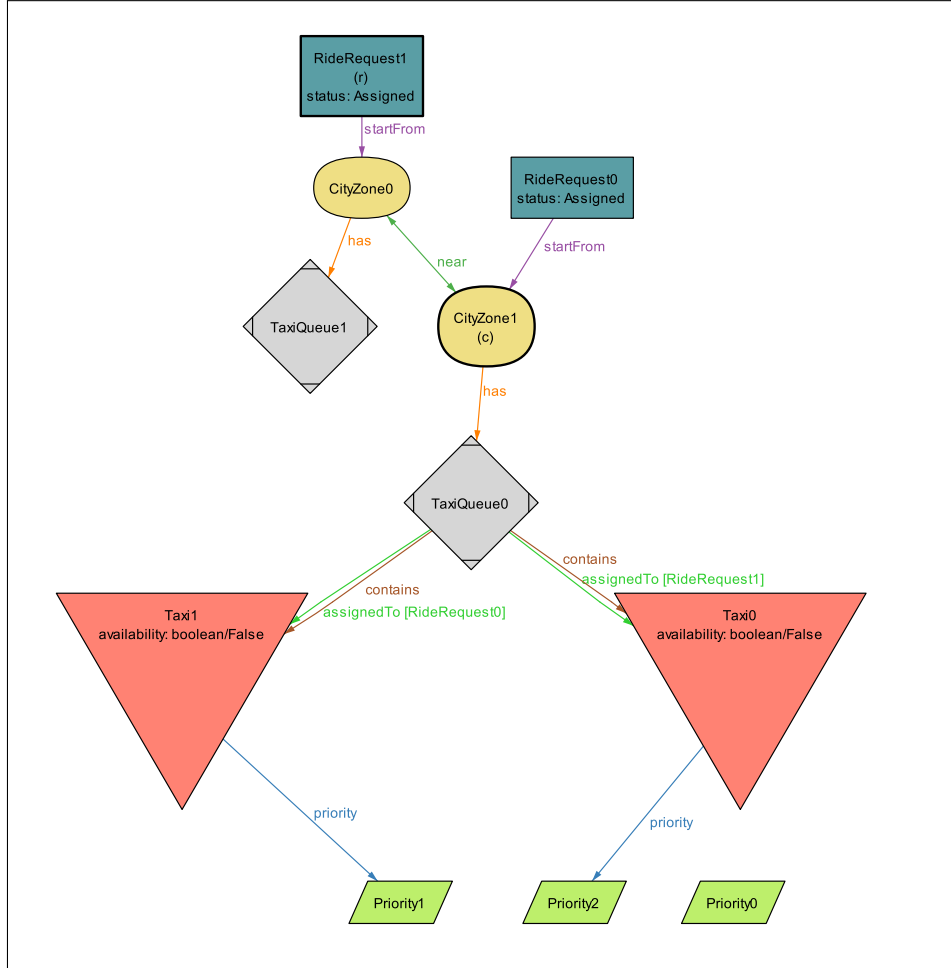 RideRequest1
(r)
status: Assigned
startFrom
CityZone0
RideRequest0
status: Assigned
has
startFrom
near
TaxiQueue1
CityZone1
(c)
has
TaxiQueue0
contains
assignedTo [RideRequest1]
contains
assignedTo [RideRequest0]
Taxi1
availability: boolean/False
Taxi0
availability: boolean/False
priority
priority
Priority1
Priority2
Priority0